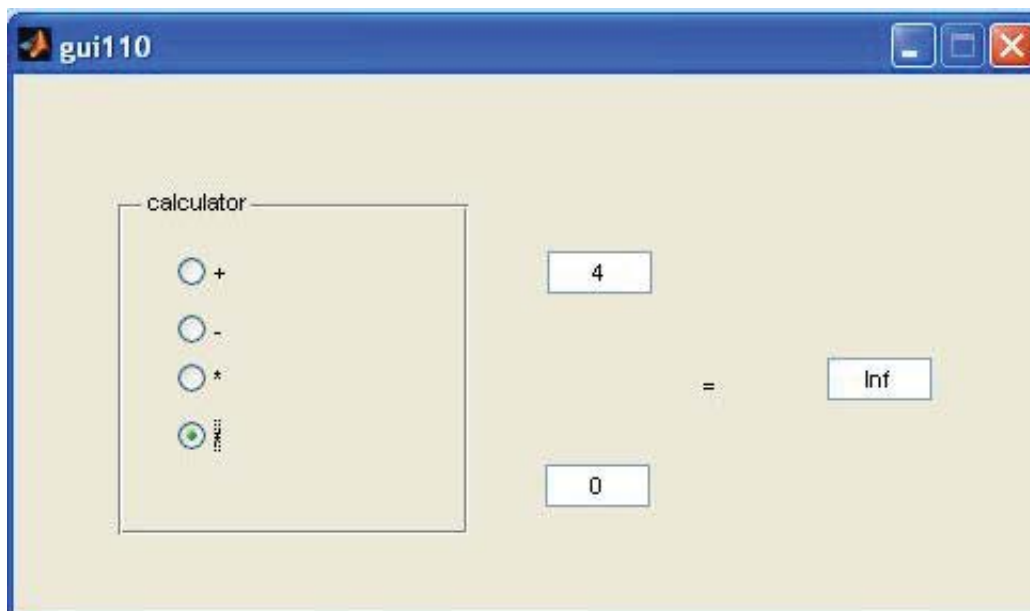 gui110
calculator
+
-
*
/
4
=
Inf
0